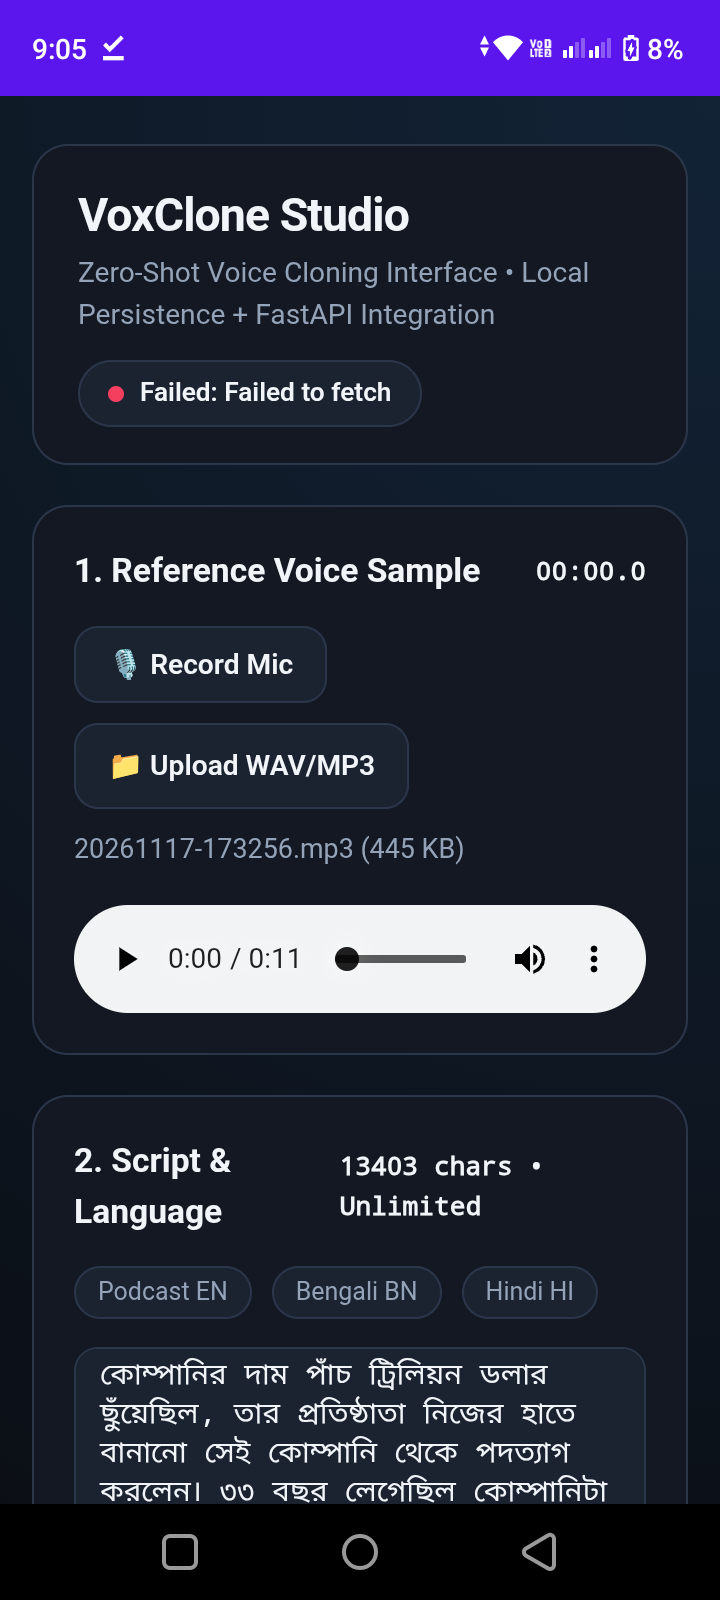 9:05
VoD
LTE2
8%
VoxClone Studio
Zero-Shot Voice Cloning Interface • Local
Persistence + FastAPI Integration
Failed: Failed to fetch
1. Reference Voice Sample
00:00.0
🎙️ Record Mic
📁 Upload WAV/MP3
20261117-173256.mp3 (445 KB)
0:00 / 0:11
2. Script &
Language
13403 chars •
Unlimited
Podcast EN
Bengali BN
Hindi HI
কোম্পানির দাম পাঁচ ট্রিলিয়ন ডলার
ছুঁয়েছিল, তার প্রতিষ্ঠাতা নিজের হাতে
বানানো সেই কোম্পানি থেকে পদত্যাগ
করলেন। ৩৩ বছর লেগেছিল কোম্পানিটা